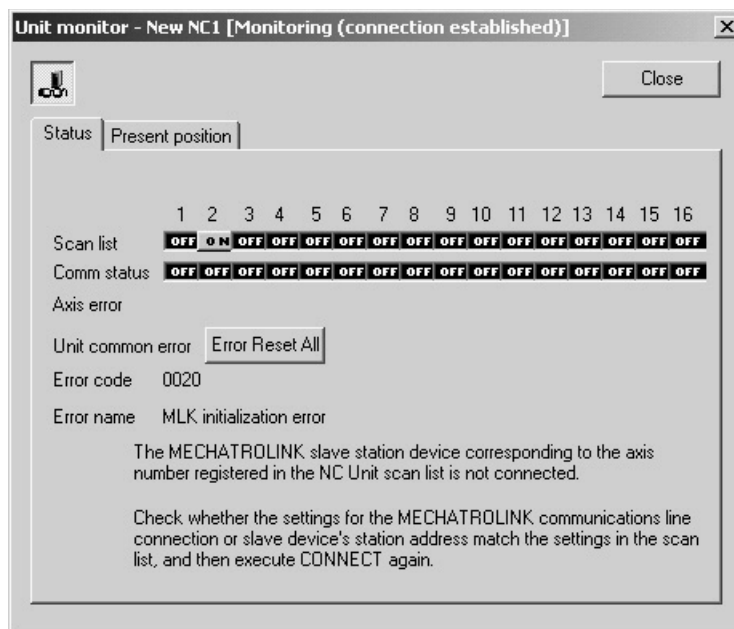 Unit monitor - New NC1 [Monitoring (connection established)]
Close
Status Present position
1 2 3 4 5 6 7 8 9 10 11 12 13 14 15 16
Scan list OFF ON OFF OFF OFF OFF OFF OFF OFF OFF OFF OFF OFF OFF OFF OFF
Comm status OFF OFF OFF OFF OFF OFF OFF OFF OFF OFF OFF OFF OFF OFF OFF OFF
Axis error
Unit common error Error Reset All
Error code 0020
Error name MLK initialization error
The MECHATROLINK slave station device corresponding to the axis
number registered in the NC Unit scan list is not connected.
Check whether the settings for the MECHATROLINK communications line
connection or slave device's station address match the settings in the scan
list, and then execute CONNECT again.